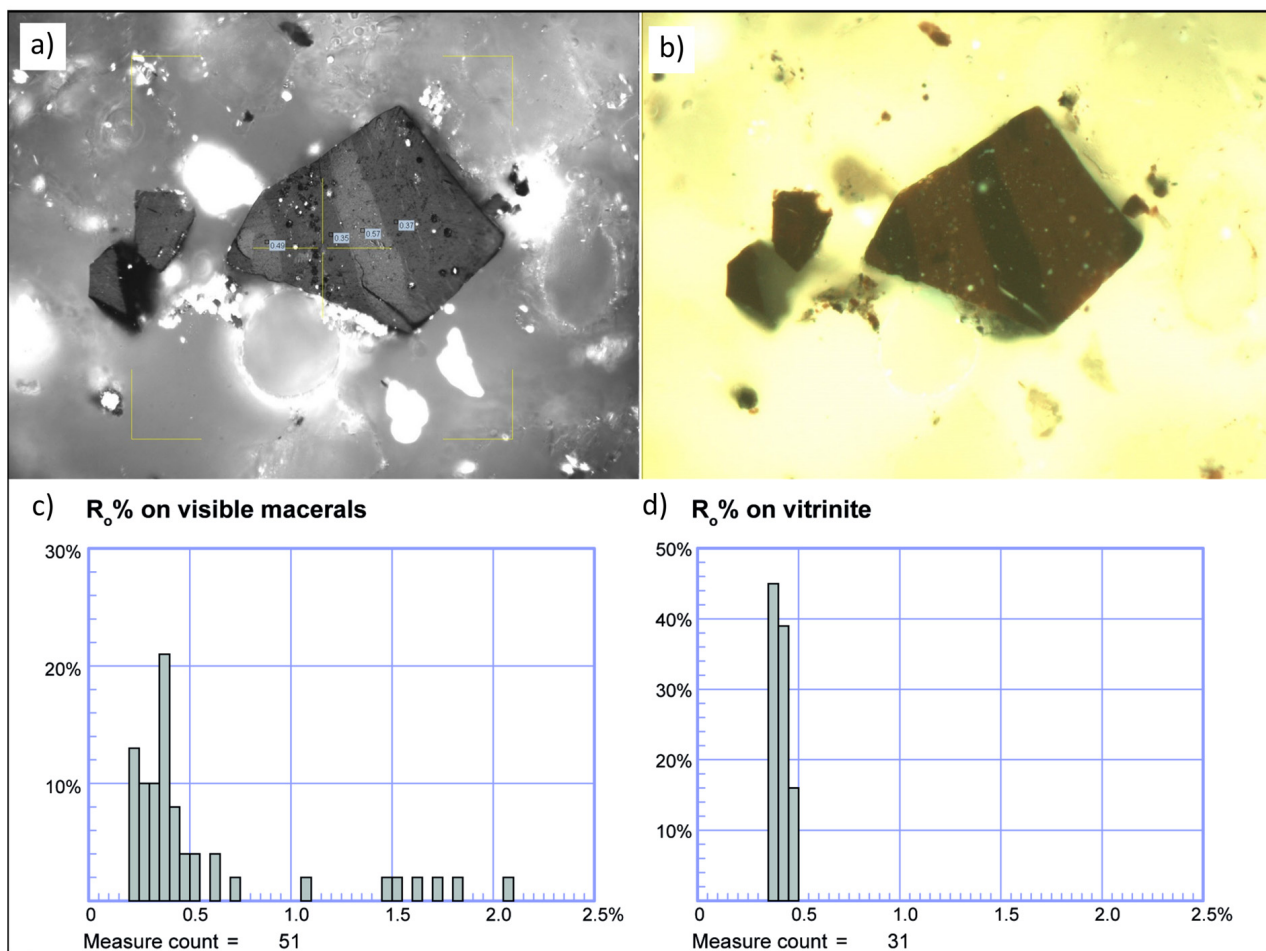 a)
b)
0.49
0.35
0.57
0.37
c) Ro% on visible macerals
30%
20%
10%
0 0.5 1.0 1.5 2.0 2.5%
Measure count = 51
d) Ro% on vitrinite
50%
40%
30%
20%
10%
0 0.5 1.0 1.5 2.0 2.5%
Measure count = 31